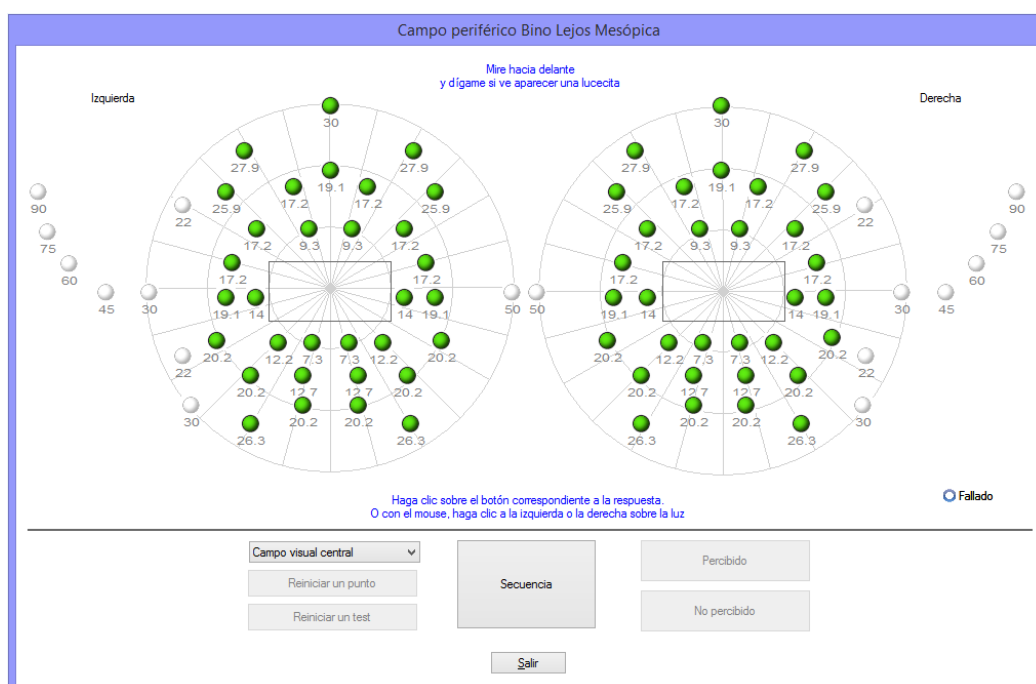 Campo periférico Bino Lejos Mesópica
Mire hacia delante
y dígame si ve aparecer una lucecita
Izquierda
Derecha
30 30
27.9 27.9 27.9 27.9
19.1 19.1
17.2 17.2 17.2 17.2
90 25.9 25.9 25.9 25.9 90
22 22
75 17.2 9.3 9.3 17.2 17.2 9.3 9.3 17.2 75
60 17.2 17.2 17.2 17.2 60
45 30 50 50 30 45
19.1 14 14 19.1 19.1 14 14 19.1
20.2 12.2 7.3 7.3 12.2 20.2 20.2 12.2 7.3 7.3 12.2 20.2
22 22
20.2 12.7 12.7 20.2 20.2 12.7 12.7 20.2
30 20.2 20.2 20.2 20.2 30
26.3 26.3 26.3 26.3
Haga clic sobre el botón correspondiente a la respuesta.
O con el mouse, haga clic a la izquierda o la derecha sobre la luz
Fallado
Campo visual central
Reiniciar un punto
Reiniciar un test
Secuencia
Percibido
No percibido
Salir